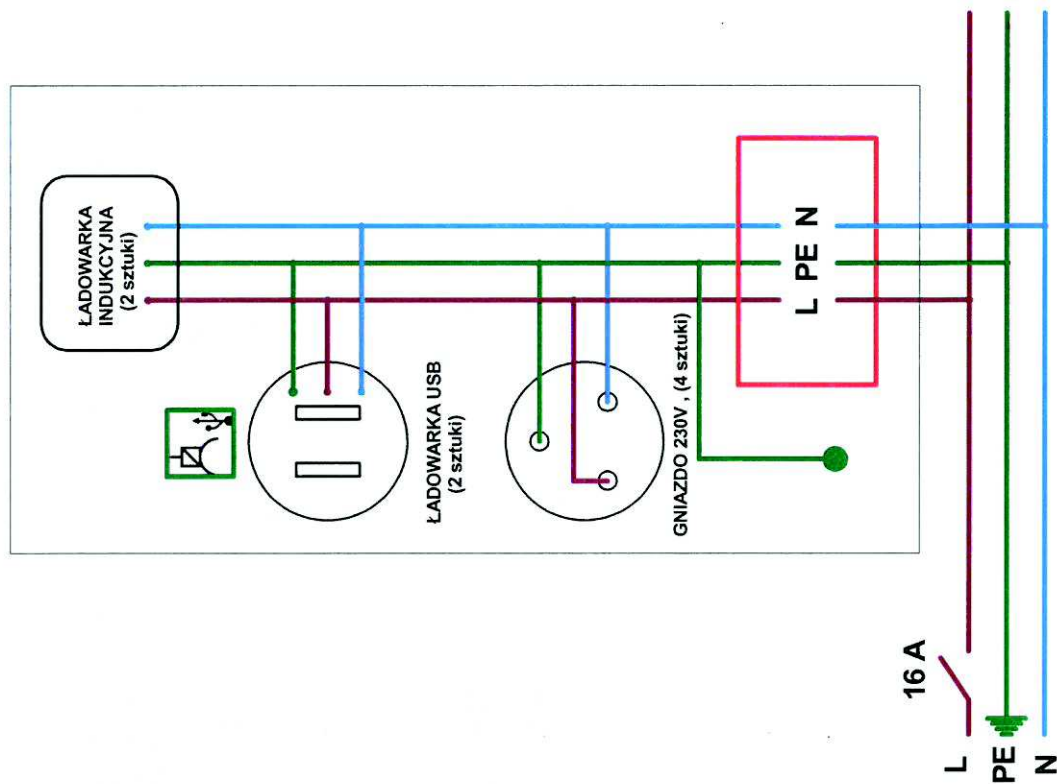 ŁADOWARKA
INDUKCYJNA
(2 sztuki)
ŁADOWARKA USB
(2 sztuki)
GNIAZDO 230V , (4 sztuki)
L PE N
16 A
L
PE
N